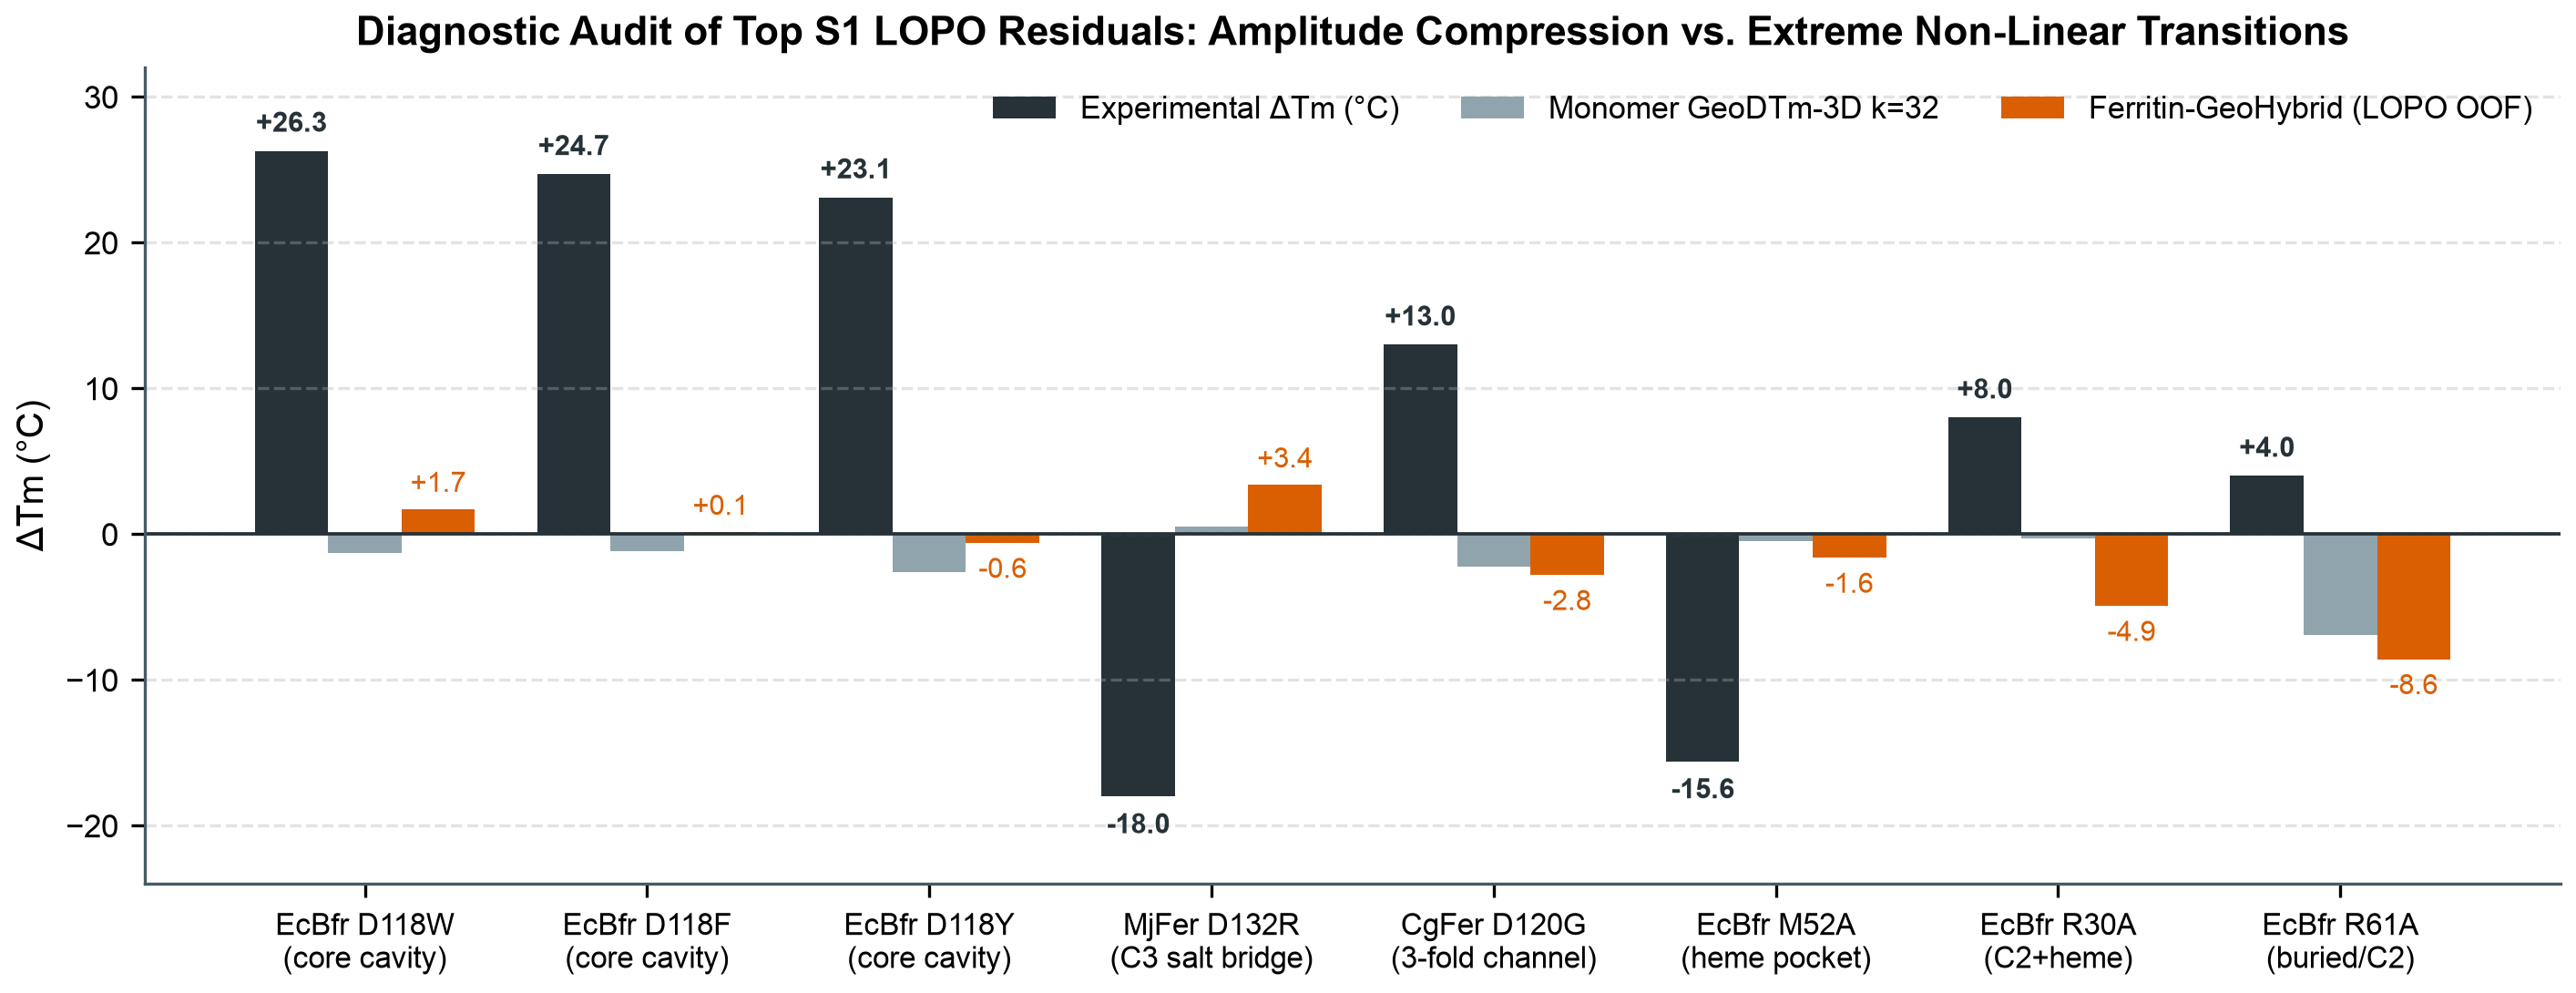 Diagnostic Audit of Top S1 LOPO Residuals: Amplitude Compression vs. Extreme Non-Linear Transitions
Experimental ΔTm (°C)
Monomer GeoDTm-3D k=32
Ferritin-GeoHybrid (LOPO OOF)
ΔTm (°C)
30
20
10
0
−10
−20
+26.3
+1.7
+24.7
+0.1
+23.1
-0.6
-18.0
+3.4
+13.0
-2.8
-15.6
-1.6
+8.0
-4.9
+4.0
-8.6
EcBfr D118W
(core cavity)
EcBfr D118F
(core cavity)
EcBfr D118Y
(core cavity)
MjFer D132R
(C3 salt bridge)
CgFer D120G
(3-fold channel)
EcBfr M52A
(heme pocket)
EcBfr R30A
(C2+heme)
EcBfr R61A
(buried/C2)